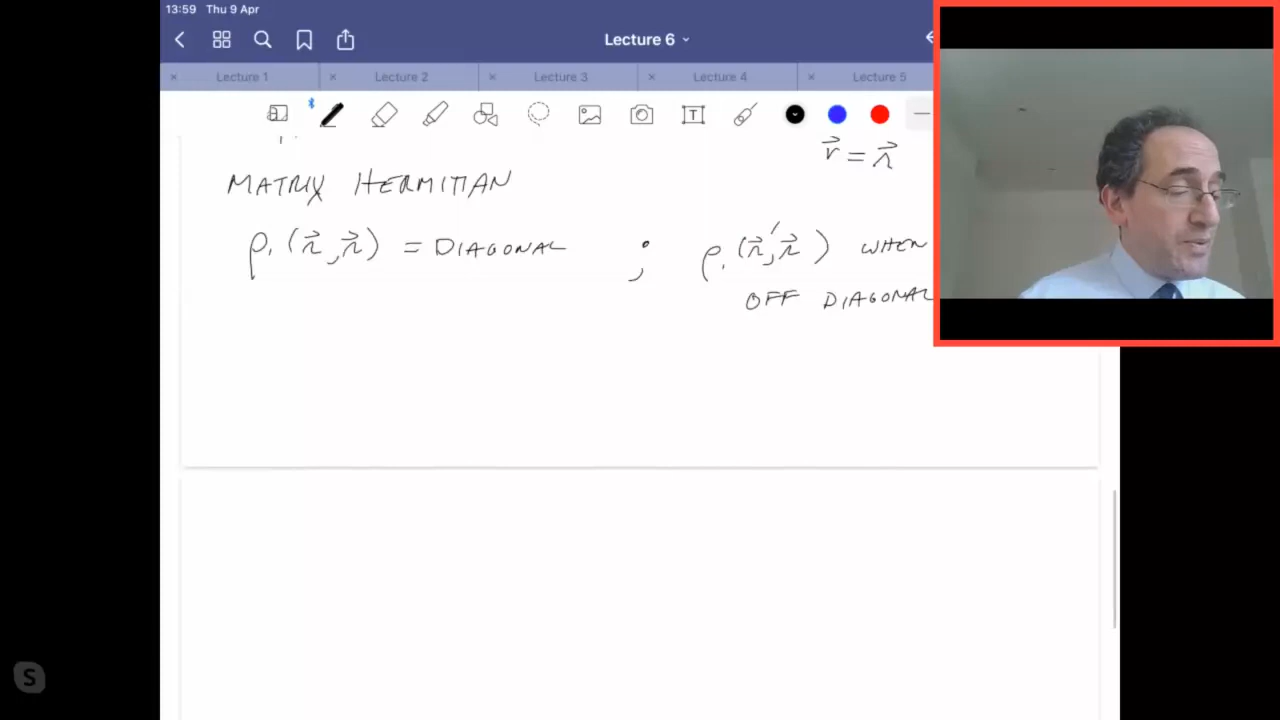 13:59 Thu 9 Apr
Lecture 6
Lecture 1 Lecture 2 Lecture 3 Lecture 4 Lecture 5
T
r⃗ = r⃗
MATRIX HERMITIAN
ρ₁ (r⃗, r⃗) = DIAGONAL ; ρ₁ (r⃗′, r⃗) WHEN
OFF DIAGONAL
S